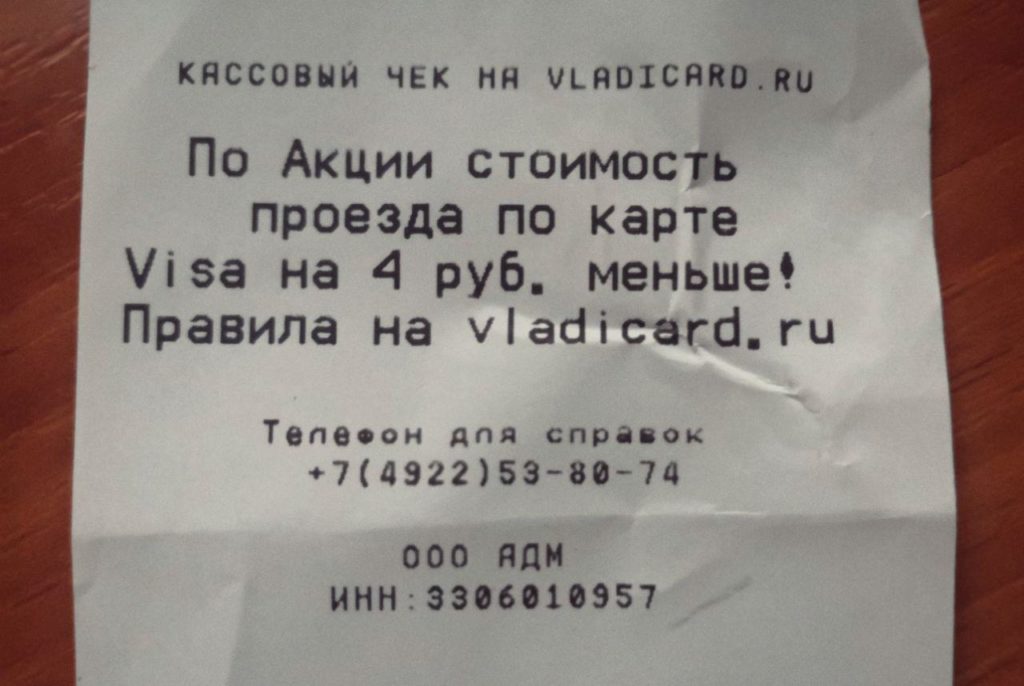 КАССОВЫЙ ЧЕК НА VLADICARD.RU
По Акции стоимость
проезда по карте
Visa на 4 руб. меньше!
Правила на vladicard.ru
Телефон для справок
+7(4922)53-80-74
ООО АДМ
ИНН:3306010957